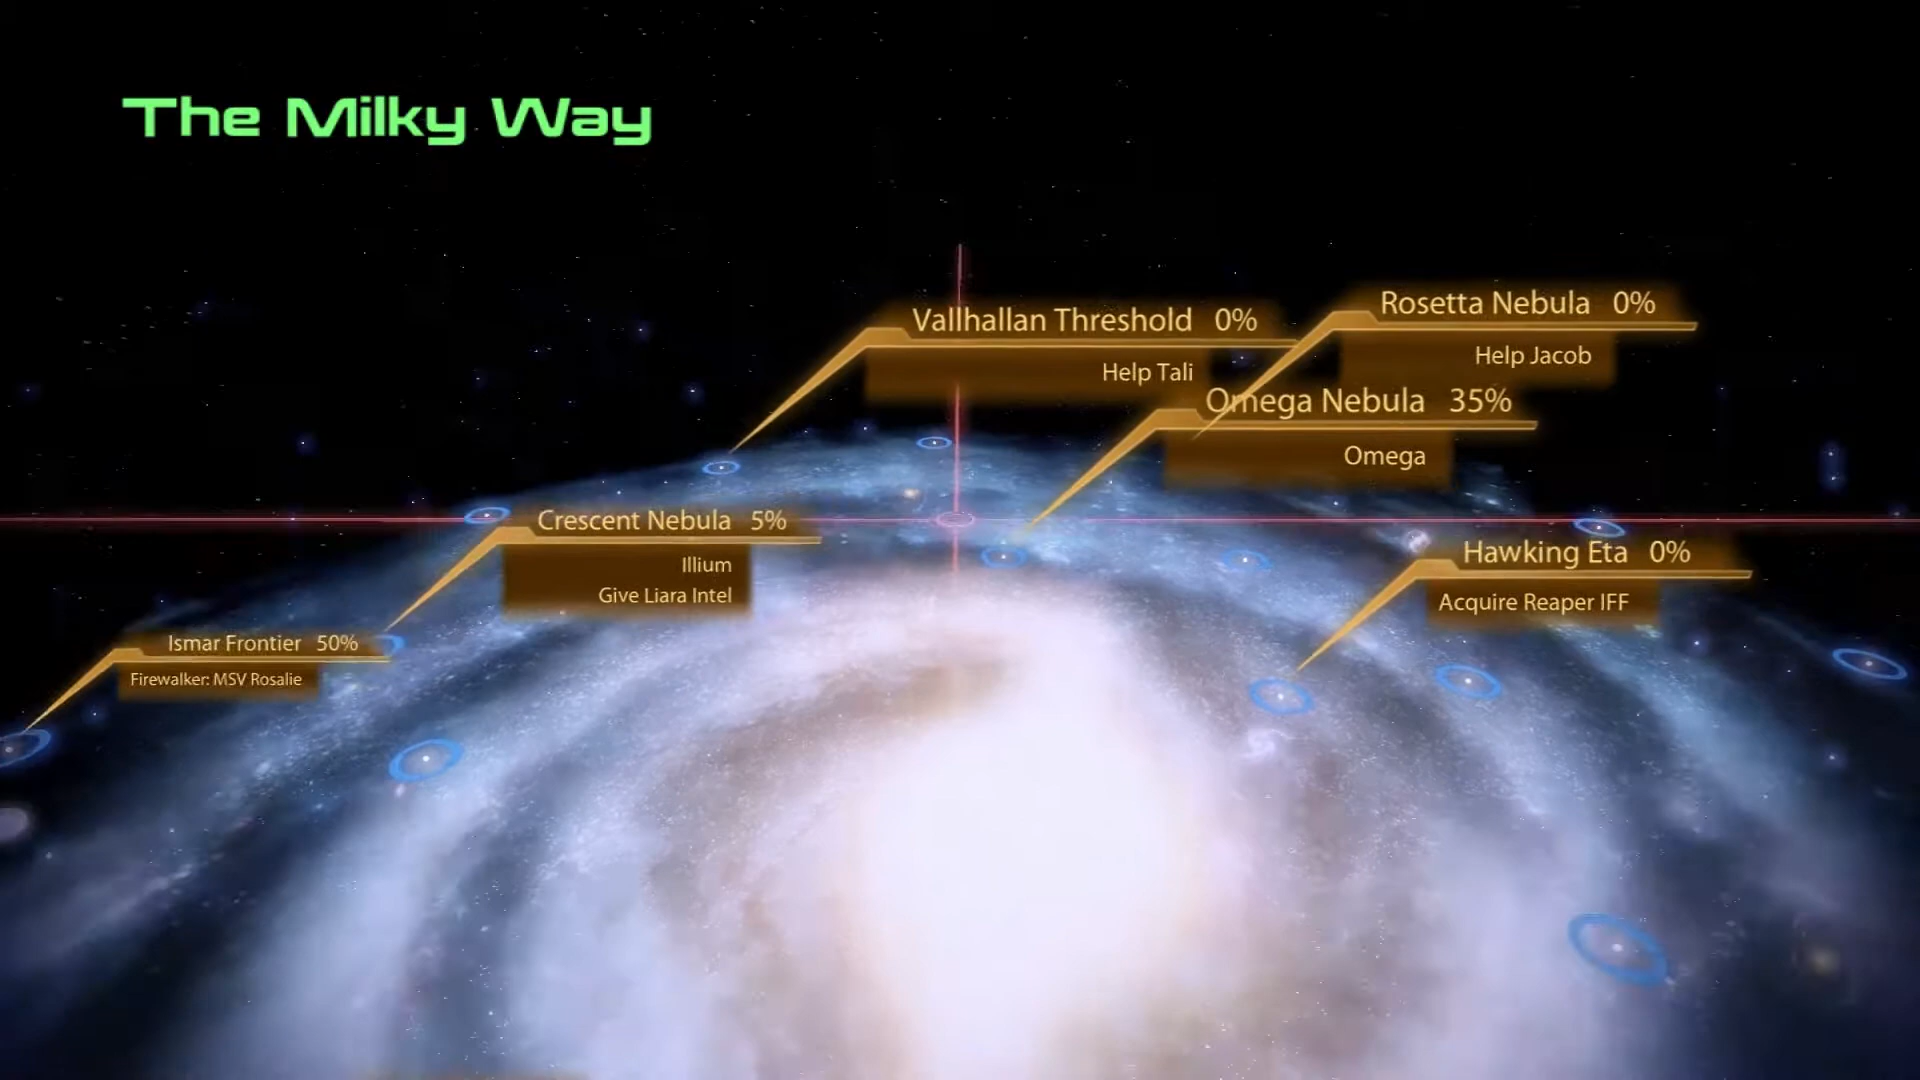 The Milky Way
Rosetta Nebula 0%
Help Jacob
Vallhallan Threshold 0%
Help Tali
Omega Nebula 35%
Omega
Crescent Nebula 5%
Illium
Give Liara Intel
Hawking Eta 0%
Acquire Reaper IFF
Ismar Frontier 50%
Firewalker: MSV Rosalie